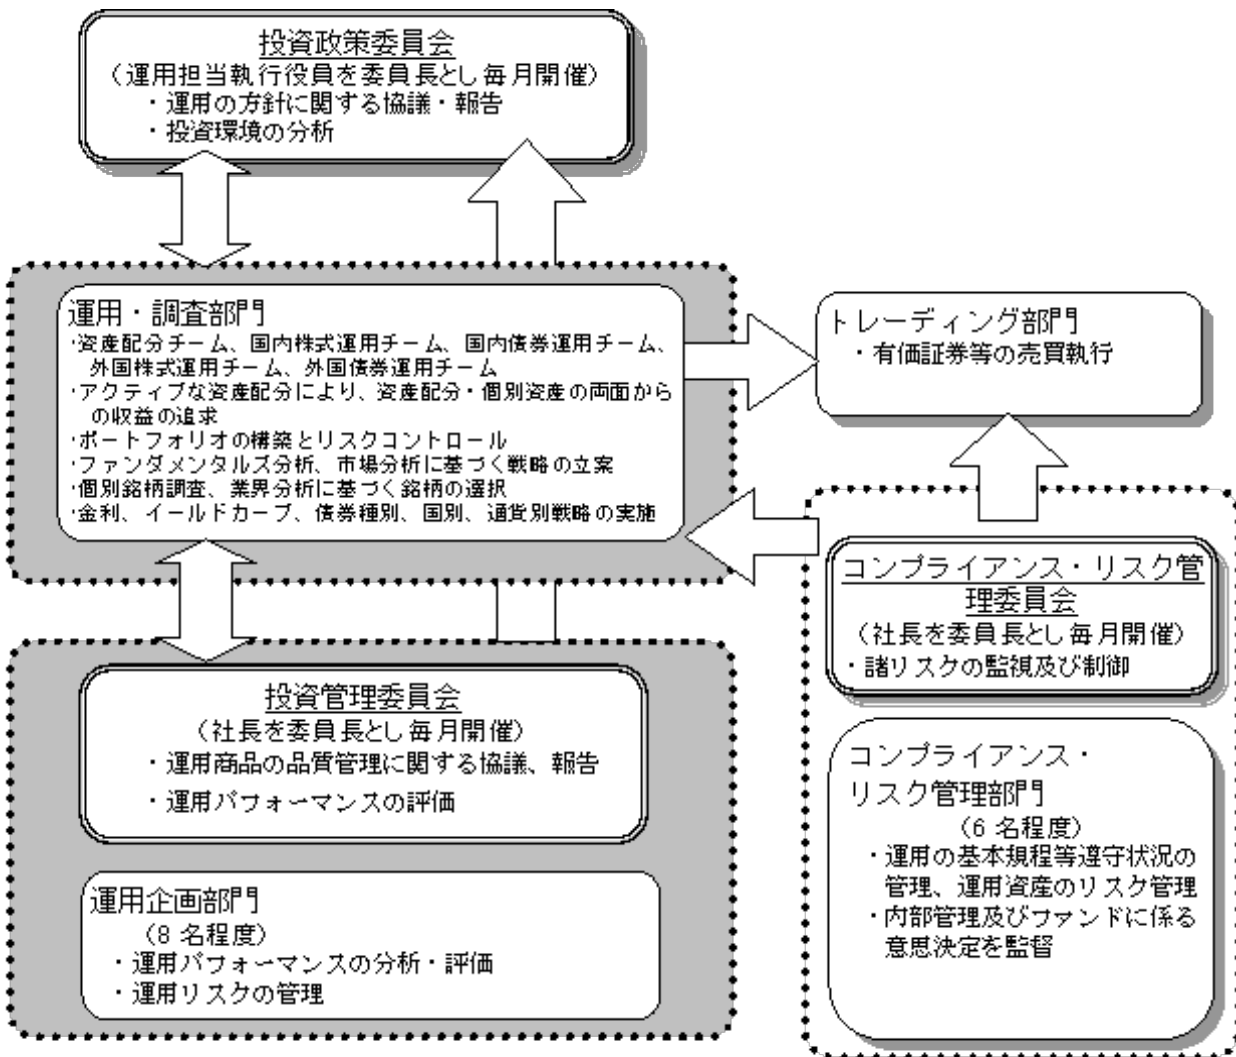 投資政策委員会
（運用担当執行役員を委員長とし毎月開催）
・運用の方針に関する協議・報告
・投資環境の分析
運用・調査部門
・資産配分チーム、国内株式運用チーム、国内債券運用チーム、
外国株式運用チーム、外国債券運用チーム
・アクティブな資産配分により、資産配分・個別資産の両面から
の収益の追求
・ポートフォリオの構築とリスクコントロール
・ファンダメンタルズ分析、市場分析に基づく戦略の立案
・個別銘柄調査、業界分析に基づく銘柄の選択
・金利、イールドカーブ、債券種別、国別、通貨別戦略の実施
トレーディング部門
・有価証券等の売買執行
コンプライアンス・リスク管
理委員会
（社長を委員長とし毎月開催）
・諸リスクの監視及び制御
投資管理委員会
（社長を委員長とし毎月開催）
・運用商品の品質管理に関する協議、報告
・運用パフォーマンスの評価
コンプライアンス・
リスク管理部門
（6 名程度）
・運用の基本規程等遵守状況の
管理、運用資産のリスク管理
・内部管理及びファンドに係る
意思決定を監督
運用企画部門
（8 名程度）
・運用パフォーマンスの分析・評価
・運用リスクの管理